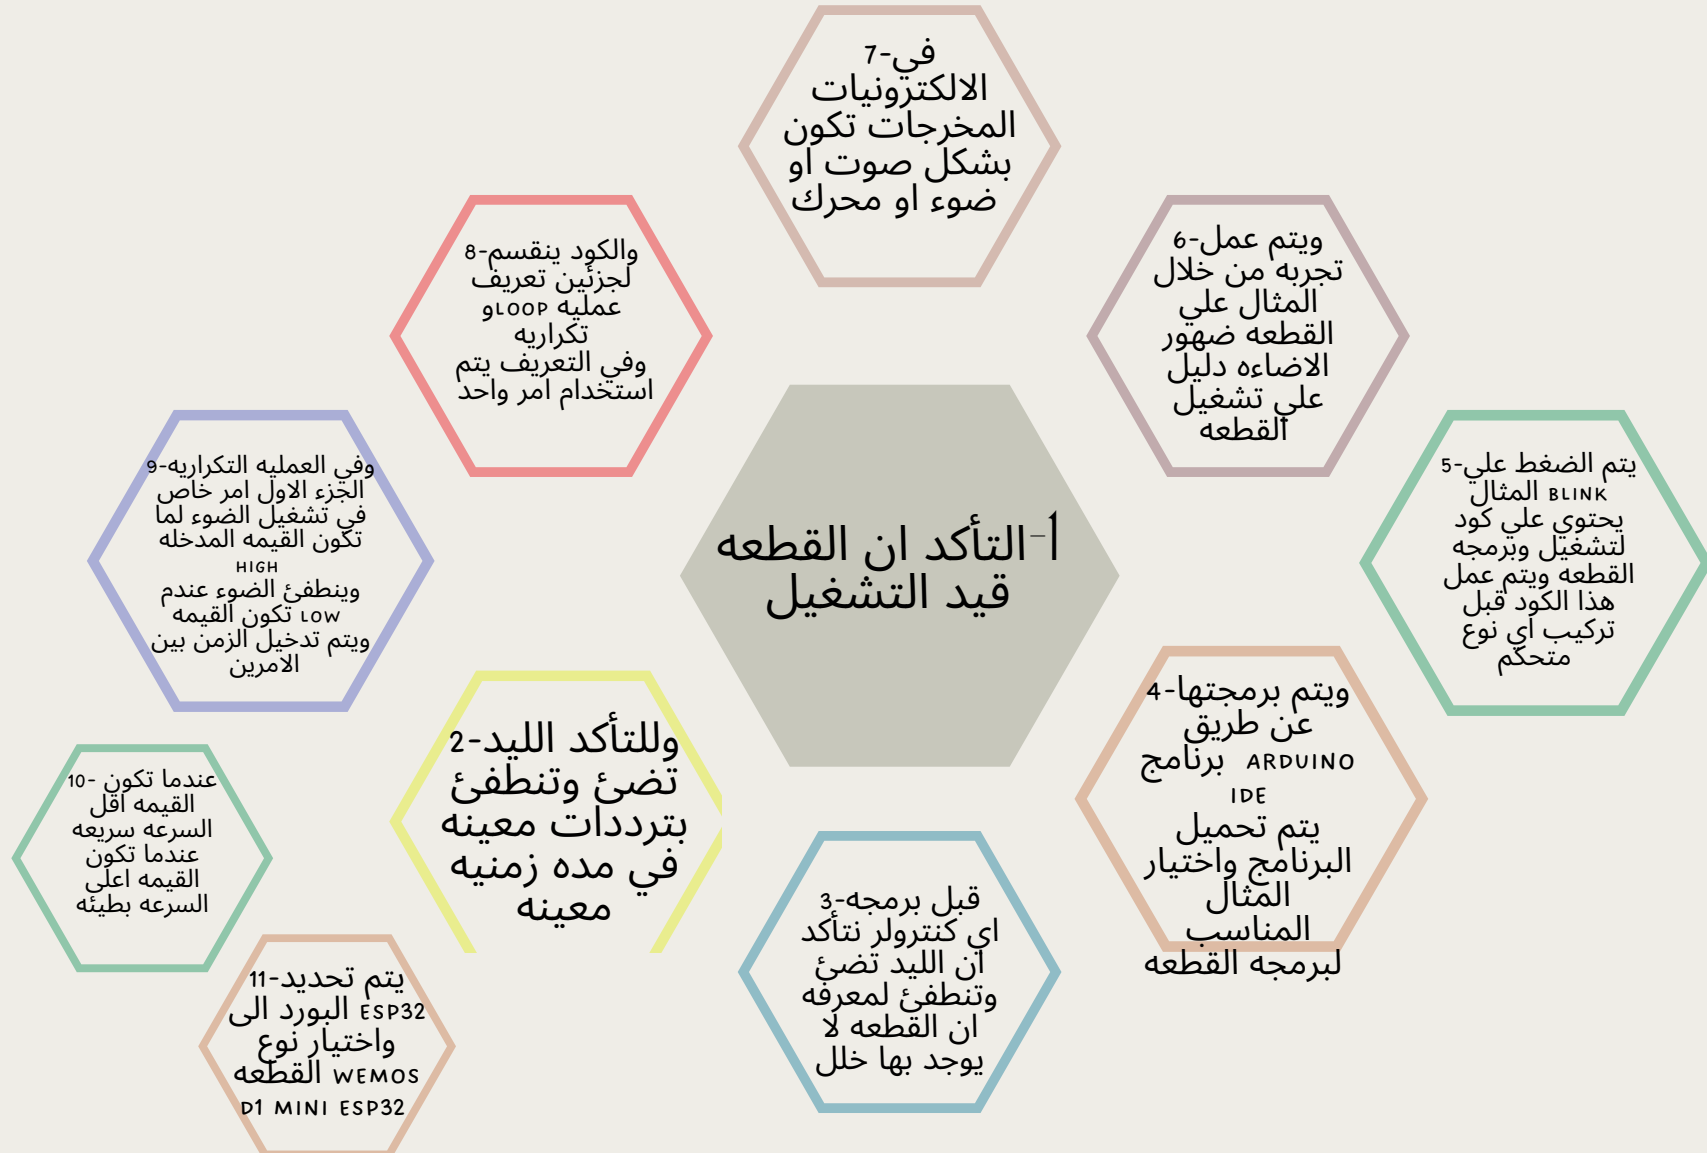 أ-التأكد ان القطعه
قيد التشغيل
2-وللتأكد الليد
تضئ وتنطفئ
بترددات معينه
في مده زمنيه
معينه
3-قبل برمجه
اي كنترولر نتأكد
ان الليد تضئ
وتنطفئ لمعرفه
ان القطعه لا
يوجد بها خلل
4-ويتم برمجتها
عن طريق
برنامج ARDUINO
IDE
يتم تحميل
البرنامج واختيار
المثال
المناسب
لبرمجه القطعه
5-يتم الضغط علي
المثال BLINK
يحتوي علي كود
لتشغيل وبرمجه
القطعه ويتم عمل
هذا الكود قبل
تركيب اي نوع
متحكم
6-ويتم عمل
تجربه من خلال
المثال علي
القطعه ضهور
الاضاءه دليل
علي تشغيل
القطعه
7-في
الالكترونيات
المخرجات تكون
بشكل صوت او
ضوء او محرك
8-والكود ينقسم
لجزئين تعريف
وLOOP عمليه
تكراريه
وفي التعريف يتم
استخدام امر واحد
9-وفي العمليه التكراريه
الجزء الاول امر خاص
في تشغيل الضوء لما
تكون القيمه المدخله
HIGH
وينطفئ الضوء عندم
تكون القيمه LOW
ويتم تدخيل الزمن بين
الامرين
10- عندما تكون
القيمه اقل
السرعه سريعه
عندما تكون
القيمه اعلى
السرعه بطيئه
11-يتم تحديد
البورد الى ESP32
واختيار نوع
القطعه WEMOS
D1 MINI ESP32